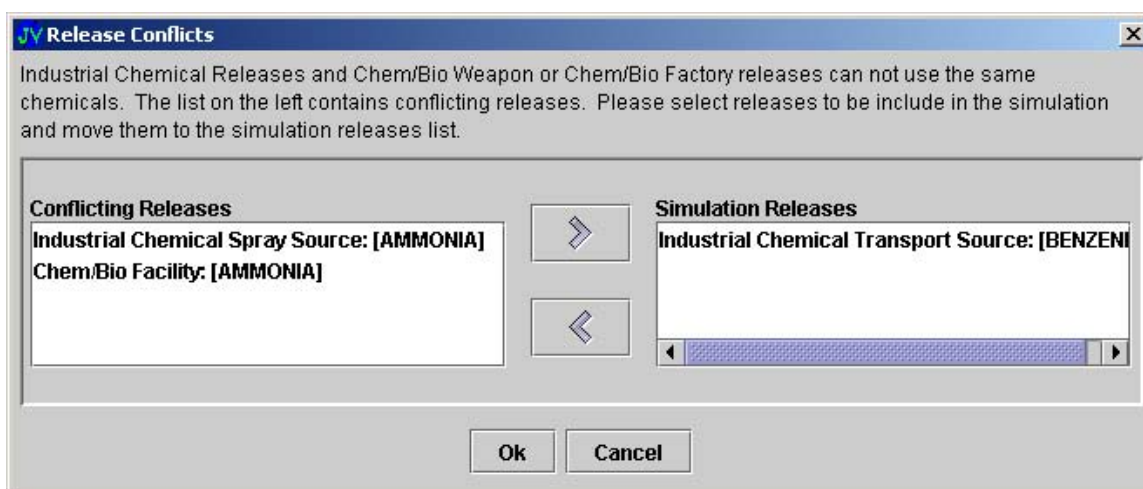 JV Release Conflicts
Industrial Chemical Releases and Chem/Bio Weapon or Chem/Bio Factory releases can not use the same
chemicals. The list on the left contains conflicting releases. Please select releases to be include in the simulation
and move them to the simulation releases list.
Conflicting Releases
Industrial Chemical Spray Source: [AMMONIA]
Chem/Bio Facility: [AMMONIA]
Simulation Releases
Industrial Chemical Transport Source: [BENZEN
Ok
Cancel